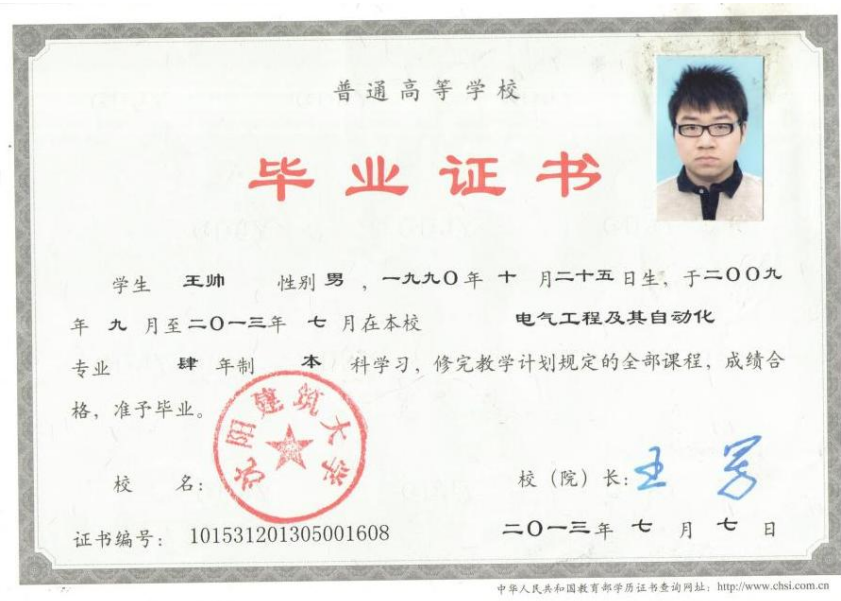 普通高等学校
毕业证书
学生 王帅 性别 男 ，一九九〇年 十 月二十五日生，于二〇〇九
年 九 月至二〇一三年 七 月在本校 电气工程及其自动化
专业 肆 年制 本 科学习，修完教学计划规定的全部课程，成绩合
格，准予毕业。
沈阳建筑大学
校 名： 校（院）长：王
证书编号： 101531201305001608 二〇一三年 七 月 七 日
中华人民共和国教育部学历证书查询网址：http://www.chsi.com.cn